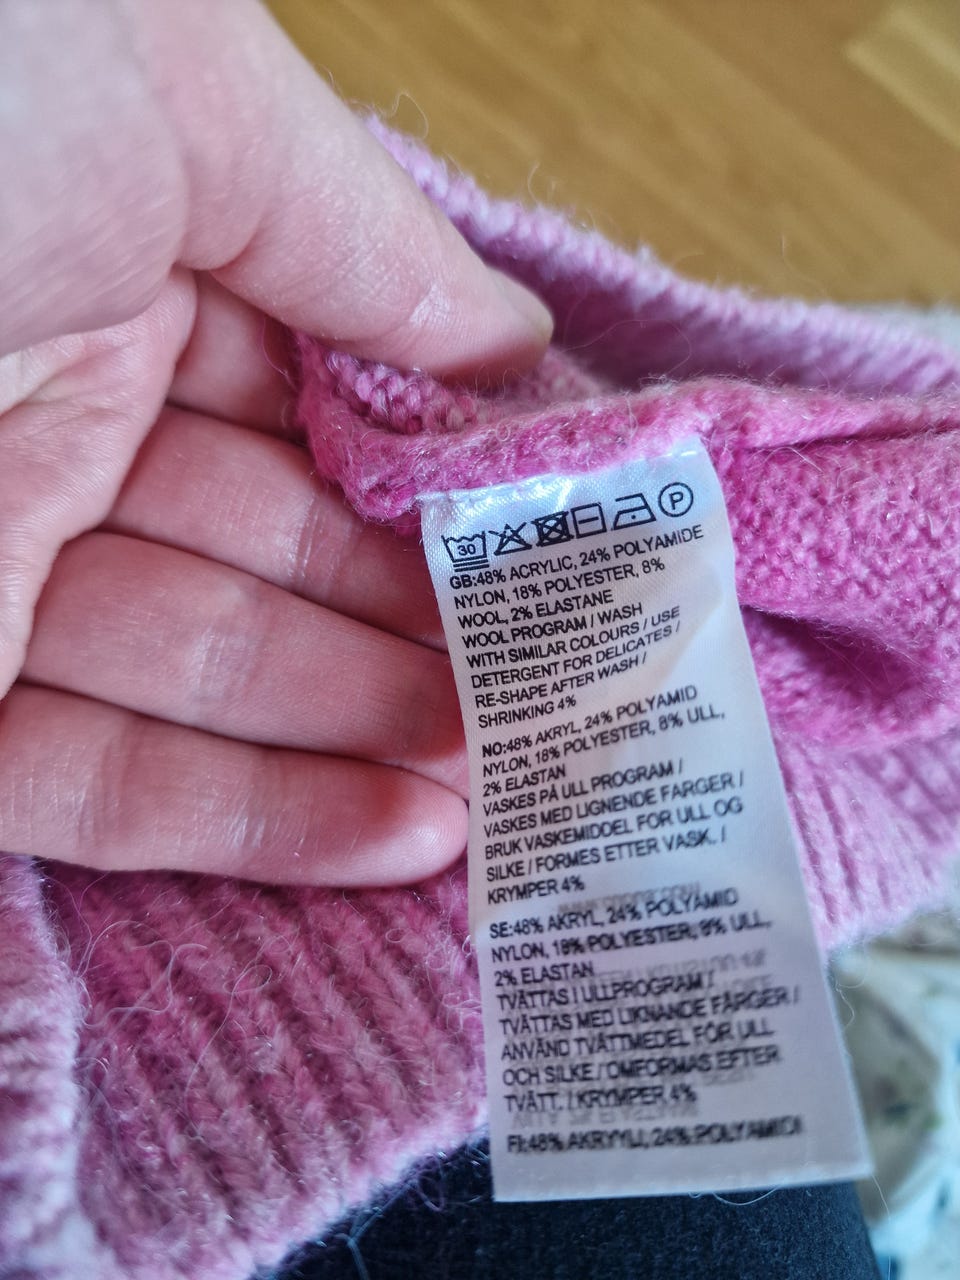 30 P
GB:48% ACRYLIC, 24% POLYAMIDE
NYLON, 18% POLYESTER, 8%
WOOL, 2% ELASTANE
WOOL PROGRAM / WASH
WITH SIMILAR COLOURS / USE
DETERGENT FOR DELICATES /
RE-SHAPE AFTER WASH /
SHRINKING 4%
NO:48% AKRYL, 24% POLYAMID
NYLON, 18% POLYESTER, 8% ULL,
2% ELASTAN
VASKES PÅ ULL PROGRAM /
VASKES MED LIGNENDE FARGER /
BRUK VASKEMIDDEL FOR ULL OG
SILKE / FORMES ETTER VASK. /
KRYMPER 4%
SE:48% AKRYL, 24% POLYAMID
NYLON, 18% POLYESTER, 8% ULL,
2% ELASTAN
TVÄTTAS I ULLPROGRAM /
TVÄTTAS MED LIKNANDE FÄRGER /
ANVÄND TVÄTTMEDEL FÖR ULL
OCH SILKE / OMFORMAS EFTER
TVÄTT. / KRYMPER 4%
FI:48% AKRYYLI, 24% POLYAMIDI